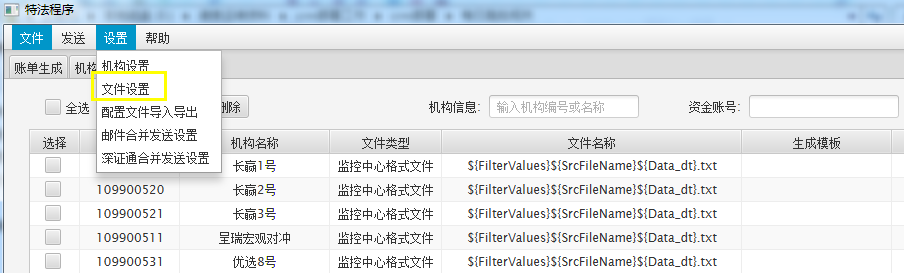 待法程序
文件 发送 设置 帮助
账单生成 机构
机构设置
文件设置
配置文件导入导出
邮件合并发送设置
深证通合并发送设置
全选 删除 机构信息: 输入机构编号或名称 资金账号:
选择 机构名称 文件类型 文件名称 生成模板
长赢1号 监控中心格式文件 ${FilterValues}${SrcFileName}${Data_dt}.txt
109900520 长赢2号 监控中心格式文件 ${FilterValues}${SrcFileName}${Data_dt}.txt
109900521 长赢3号 监控中心格式文件 ${FilterValues}${SrcFileName}${Data_dt}.txt
109900511 呈瑞宏观对冲 监控中心格式文件 ${FilterValues}${SrcFileName}${Data_dt}.txt
109900531 优选8号 监控中心格式文件 ${FilterValues}${SrcFileName}${Data_dt}.txt